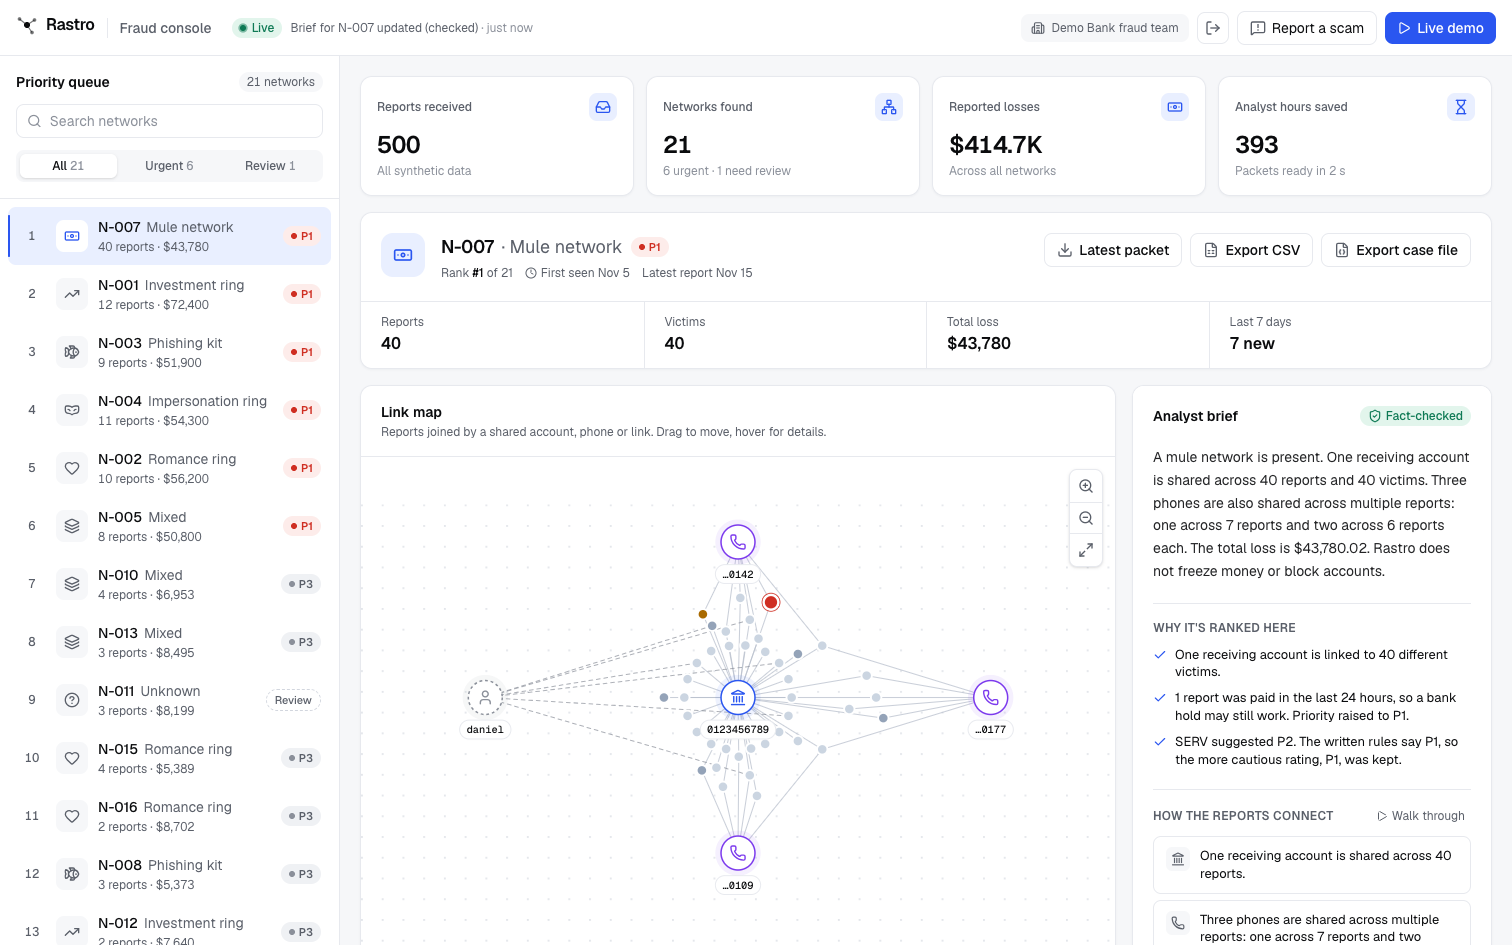 Rastro
Fraud console
Live
Brief for N-007 updated (checked) · just now
Demo Bank fraud team
Report a scam
Live demo
Priority queue
21 networks
Search networks
All 21
Urgent 6
Review 1
1
N-007 Mule network
40 reports · $43,780
P1
2
N-001 Investment ring
12 reports · $72,400
P1
3
N-003 Phishing kit
9 reports · $51,900
P1
4
N-004 Impersonation ring
11 reports · $54,300
P1
5
N-002 Romance ring
10 reports · $56,200
P1
6
N-005 Mixed
8 reports · $50,800
P1
7
N-010 Mixed
4 reports · $6,953
P3
8
N-013 Mixed
3 reports · $8,495
P3
9
N-011 Unknown
3 reports · $8,199
Review
10
N-015 Romance ring
4 reports · $5,389
P3
11
N-016 Romance ring
2 reports · $8,702
P3
12
N-008 Phishing kit
3 reports · $5,373
P3
13
N-012 Investment ring
2 reports · $7,640
P3
Reports received
500
All synthetic data
Networks found
21
6 urgent · 1 need review
Reported losses
$414.7K
Across all networks
Analyst hours saved
393
Packets ready in 2 s
N-007 · Mule network
P1
Rank #1 of 21
First seen Nov 5
Latest report Nov 15
Latest packet
Export CSV
Export case file
Reports
40
Victims
40
Total loss
$43,780
Last 7 days
7 new
Link map
Reports joined by a shared account, phone or link. Drag to move, hover for details.
…0142
daniel
0123456789
…0177
…0109
Analyst brief
Fact-checked
A mule network is present. One receiving account
is shared across 40 reports and 40 victims. Three
phones are also shared across multiple reports:
one across 7 reports and two across 6 reports
each. The total loss is $43,780.02. Rastro does
not freeze money or block accounts.
WHY IT'S RANKED HERE
One receiving account is linked to 40 different
victims.
1 report was paid in the last 24 hours, so a bank
hold may still work. Priority raised to P1.
SERV suggested P2. The written rules say P1, so
the more cautious rating, P1, was kept.
HOW THE REPORTS CONNECT
Walk through
One receiving account is shared across 40
reports.
Three phones are shared across multiple
reports: one across 7 reports and two